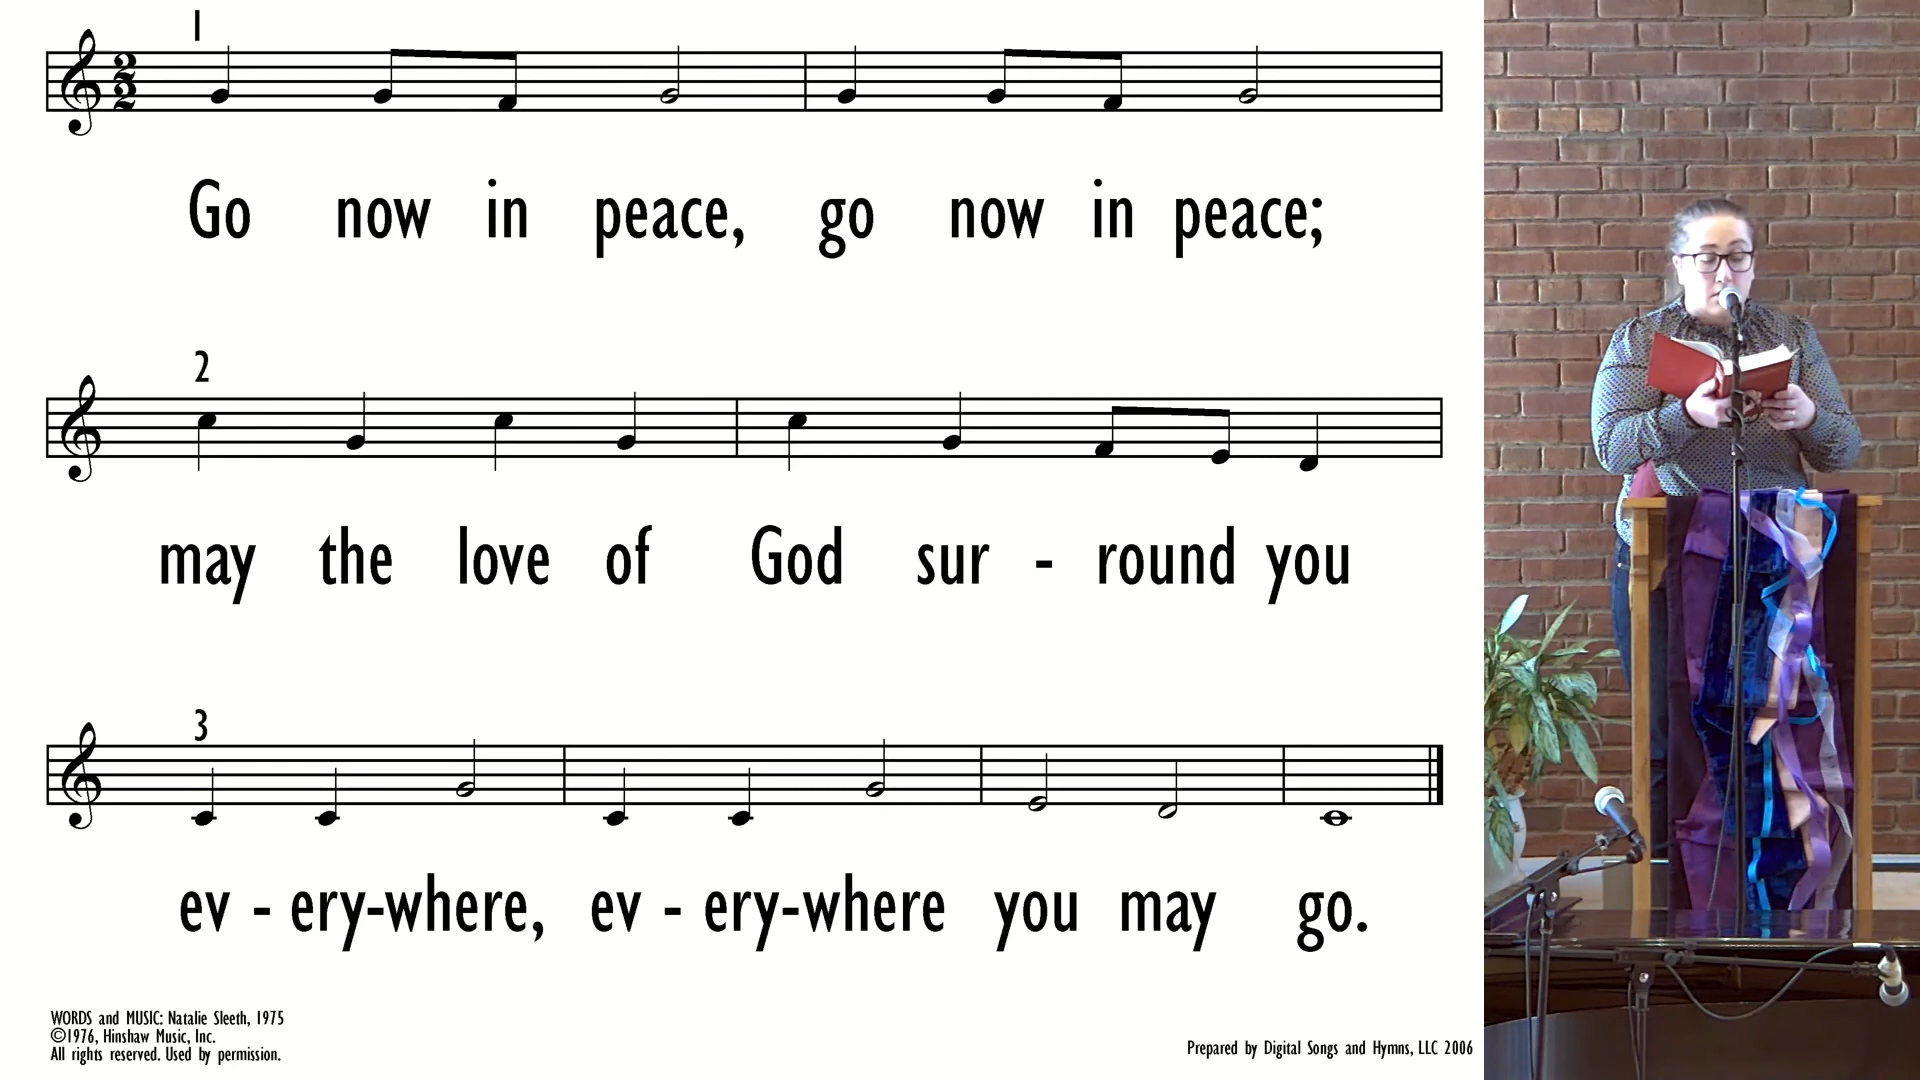 1
Go now in peace, go now in peace;
2
may the love of God sur - round you
3
ev - ery-where, ev - ery-where you may go.
WORDS and MUSIC: Natalie Sleeth, 1975
©1976, Hinshaw Music, Inc.
All rights reserved. Used by permission.
Prepared by Digital Songs and Hymns, LLC 2006